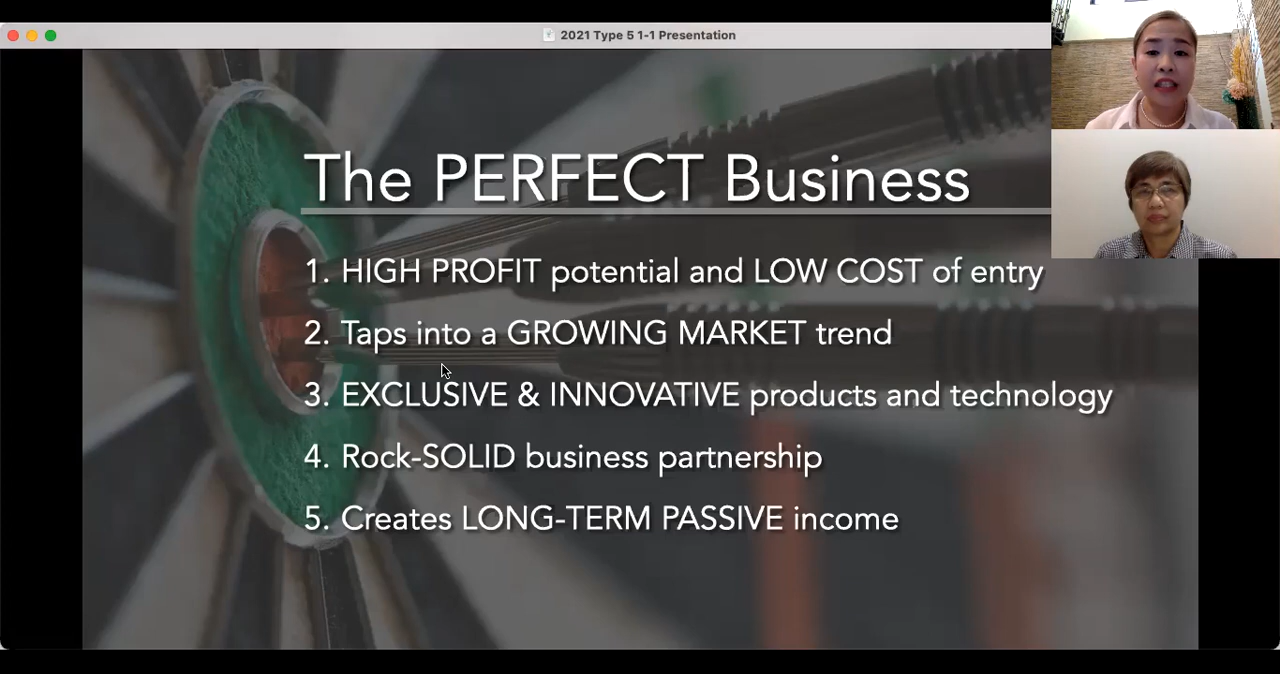 2021 Type 5 1-1 Presentation
The PERFECT Business
1. HIGH PROFIT potential and LOW COST of entry
2. Taps into a GROWING MARKET trend
3. EXCLUSIVE & INNOVATIVE products and technology
4. Rock-SOLID business partnership
5. Creates LONG-TERM PASSIVE income